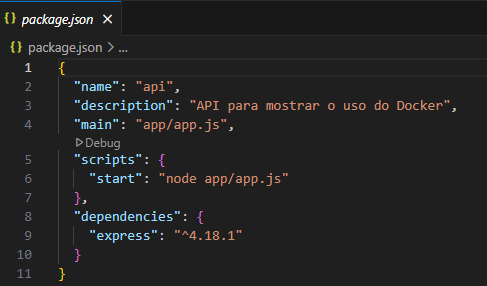 {} package.json ×
{} package.json > ...
1 {
2 "name": "api",
3 "description": "API para mostrar o uso do Docker",
4 "main": "app/app.js",
Debug
5 "scripts": {
6 "start": "node app/app.js"
7 },
8 "dependencies": {
9 "express": "^4.18.1"
10 }
11 }